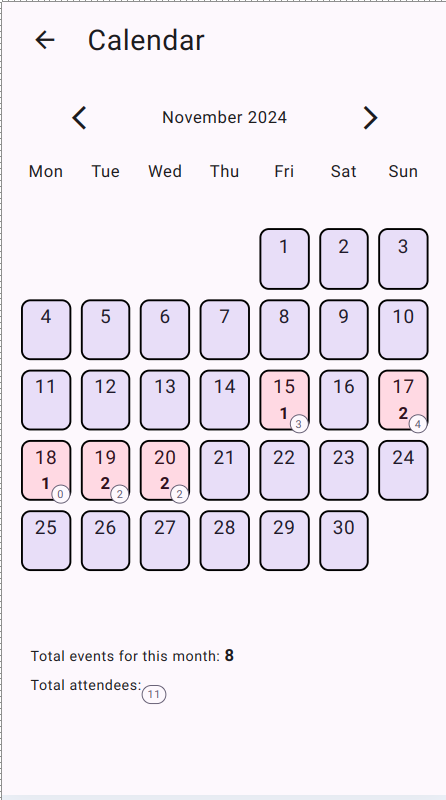 Calendar
November 2024
Mon Tue Wed Thu Fri Sat Sun
1 2 3
4 5 6 7 8 9 10
11 12 13 14 15 16 17
1 3 2 4
18 19 20 21 22 23 24
1 0 2 2 2 2
25 26 27 28 29 30
Total events for this month: 8
Total attendees: 11